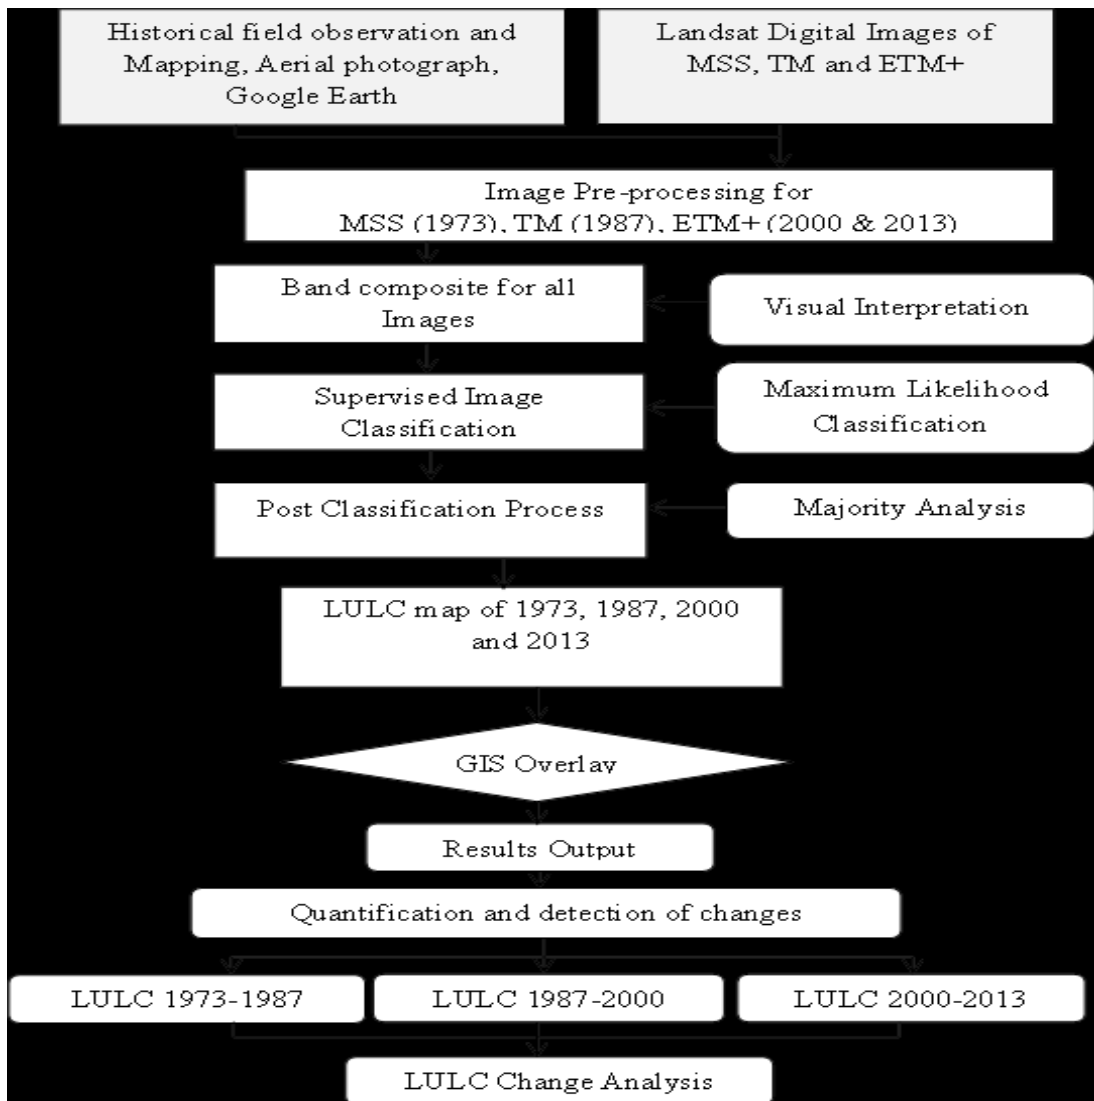 Historical field observation and
Mapping, Aerial photograph,
Google Earth
Landsat Digital Images of
MSS, TM and ETM+
Image Pre-processing for
MSS (1973), TM (1987), ETM+ (2000 & 2013)
Band composite for all
Images
Visual Interpretation
Supervised Image
Classification
Maximum Likelihood
Classification
Post Classification Process
Majority Analysis
LULC map of 1973, 1987, 2000
and 2013
GIS Overlay
Results Output
Quantification and detection of changes
LULC 1973-1987
LULC 1987-2000
LULC 2000-2013
LULC Change Analysis